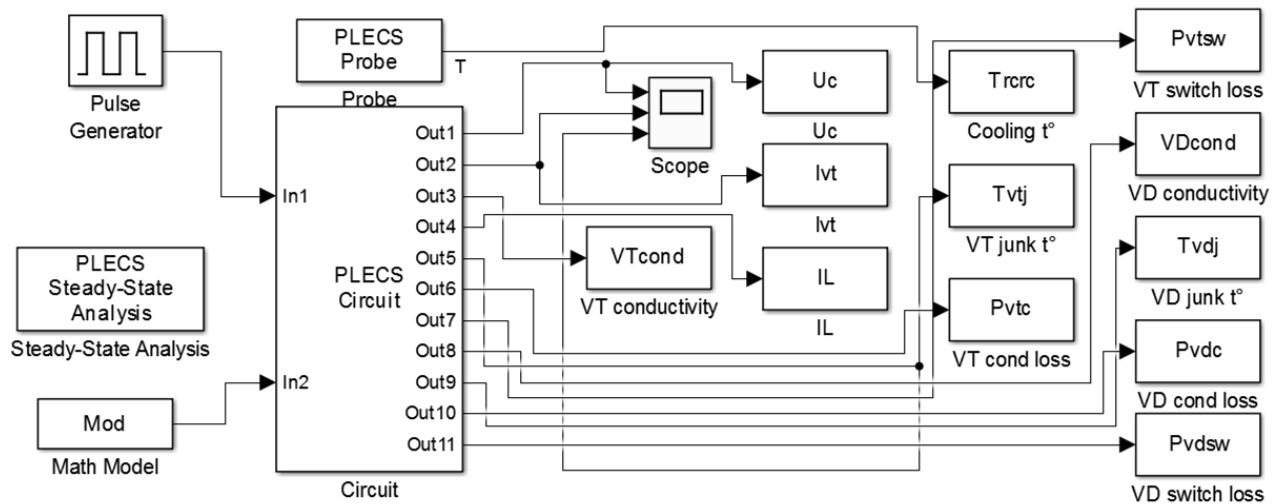 Pulse
Generator
PLECS
Probe
T
Probe
PLECS
Steady-State
Analysis
Steady-State Analysis
Mod
Math Model
In1
In2
PLECS
Circuit
Out1
Out2
Out3
Out4
Out5
Out6
Out7
Out8
Out9
Out10
Out11
Circuit
Scope
VTcond
VT conductivity
Uc
Uc
Ivt
Ivt
IL
IL
Trcrc
Cooling t°
Tvtj
VT junk t°
Pvtc
VT cond loss
Pvtsw
VT switch loss
VDcond
VD conductivity
Tvdj
VD junk t°
Pvdc
VD cond loss
Pvdsw
VD switch loss